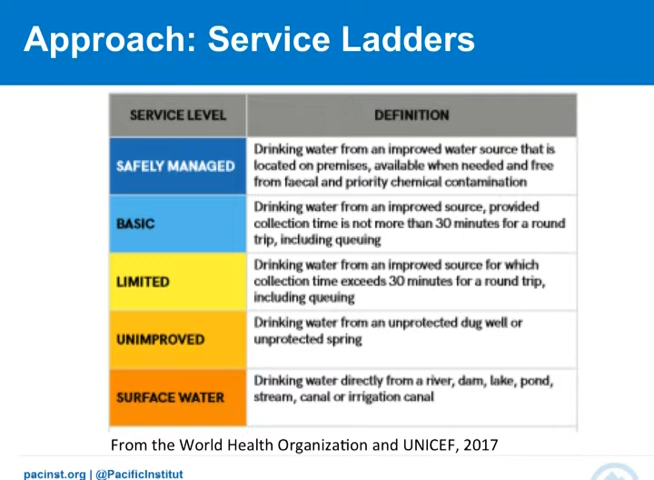 Approach: Service Ladders
SERVICE LEVEL
DEFINITION
SAFELY MANAGED
Drinking water from an improved water source that is
located on premises, available when needed and free
from faecal and priority chemical contamination
BASIC
Drinking water from an improved source, provided
collection time is not more than 30 minutes for a round
trip, including queuing
LIMITED
Drinking water from an improved source for which
collection time exceeds 30 minutes for a round trip,
including queuing
UNIMPROVED
Drinking water from an unprotected dug well or
unprotected spring
SURFACE WATER
Drinking water directly from a river, dam, lake, pond,
stream, canal or irrigation canal
From the World Health Organization and UNICEF, 2017
pacinst.org | @PacificInstitut